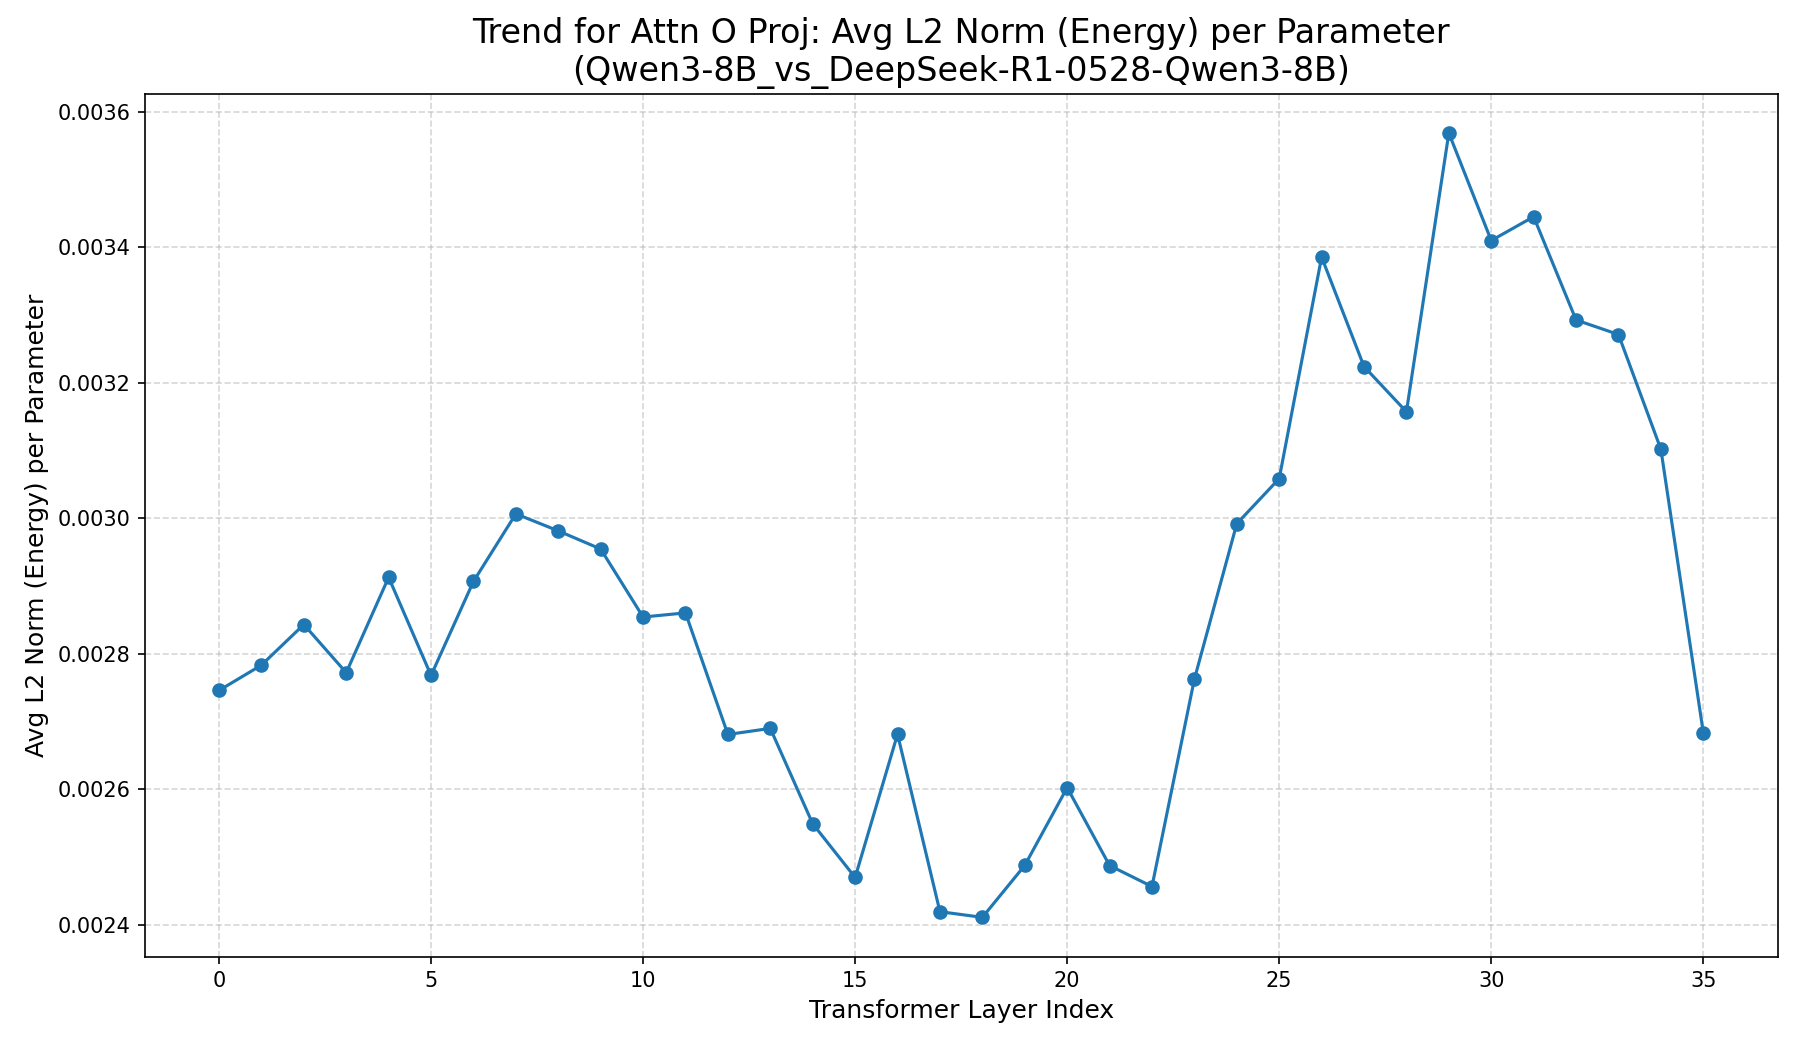 Trend for Attn O Proj: Avg L2 Norm (Energy) per Parameter
(Qwen3-8B_vs_DeepSeek-R1-0528-Qwen3-8B)
Avg L2 Norm (Energy) per Parameter
0.0036
0.0034
0.0032
0.0030
0.0028
0.0026
0.0024
0 5 10 15 20 25 30 35
Transformer Layer Index